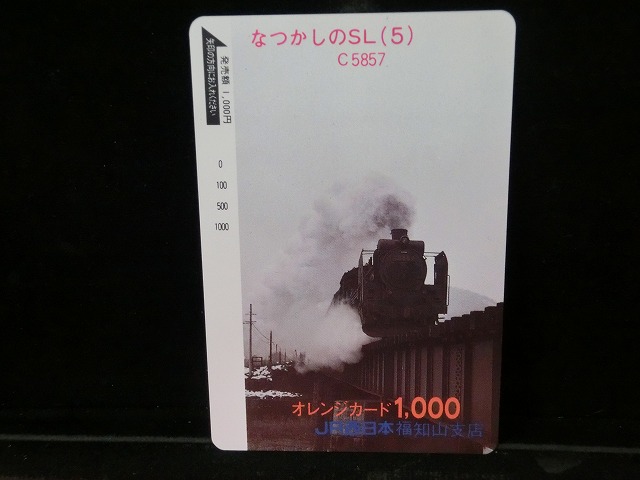 なつかしのSL(5)
C5857
発売額 1,000円
矢印の方向にお入れください
0
100
500
1000
オレンジカード1,000
JR西日本福知山支店